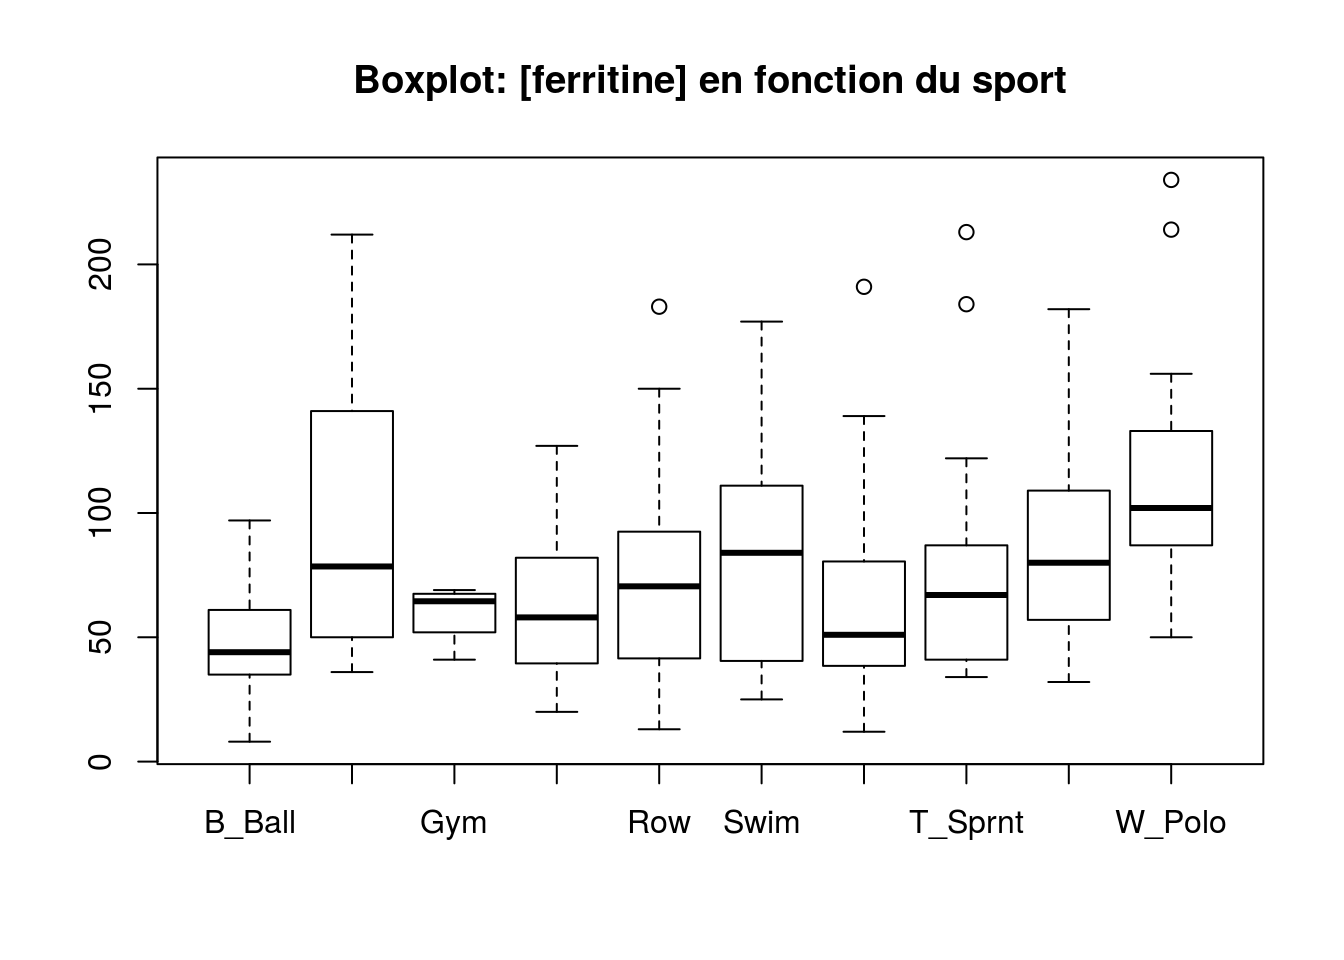 Boxplot: [ferritine] en fonction du sport
200
150
100
50
0
B_Ball Gym Row Swim T_Sprnt W_Polo